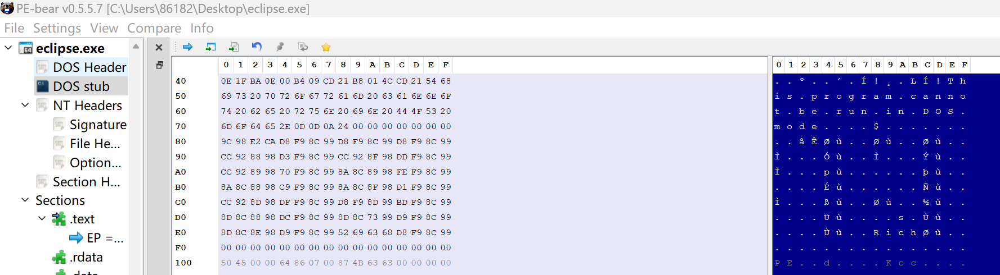 PE-bear v0.5.5.7 [C:\Users\86182\Desktop\eclipse.exe]
File Settings View Compare Info
eclipse.exe
DOS Header
DOS stub
NT Headers
Signature
File He...
Option...
Section H...
Sections
.text
EP =...
.rdata
.data
0 1 2 3 4 5 6 7 8 9 A B C D E F
40 0E 1F BA 0E 00 B4 09 CD 21 B8 01 4C CD 21 54 68
50 69 73 20 70 72 6F 67 72 61 6D 20 63 61 6E 6E 6F
60 74 20 62 65 20 72 75 6E 20 69 6E 20 44 4F 53 20
70 6D 6F 64 65 2E 0D 0D 0A 24 00 00 00 00 00 00 00
80 9C 98 E2 CA D8 F9 8C 99 D8 F9 8C 99 D8 F9 8C 99
90 CC 92 88 98 D3 F9 8C 99 CC 92 8F 98 DD F9 8C 99
A0 CC 92 89 98 70 F9 8C 99 8A 8C 89 98 FE F9 8C 99
B0 8A 8C 88 98 C9 F9 8C 99 8A 8C 8F 98 D1 F9 8C 99
C0 CC 92 8D 98 DF F9 8C 99 D8 F9 8D 99 BD F9 8C 99
D0 8D 8C 88 98 DC F9 8C 99 8D 8C 73 99 D9 F9 8C 99
E0 8D 8C 8E 98 D9 F9 8C 99 52 69 63 68 D8 F9 8C 99
F0 00 00 00 00 00 00 00 00 00 00 00 00 00 00 00 00
100 50 45 00 00 64 86 07 00 87 4B 63 63 00 00 00 00
0 1 2 3 4 5 6 7 8 9 A B C D E F
. . º . . ´ . Í ! ¸ . L Í ! T h
i s . p r o g r a m . c a n n o
t . b e . r u n . i n . D O S .
m o d e . . . . $ . . . . . . .
. . â Ê Ø ù . . Ø ù . . Ø ù . .
Ì . . . Ó ù . . Ì . . . Ý ù . .
Ì . . . p ù . . . . . . þ ù . .
. . . . É ù . . . . . . Ñ ù . .
Ì . . . ß ù . . Ø ù . . ½ ù . .
. . . . Ü ù . . . . s . Ù ù . .
. . . . Ù ù . . R i c h Ø ù . .
. . . . . . . . . . . . . . . .
P E . . d . . . . K c c . . . .